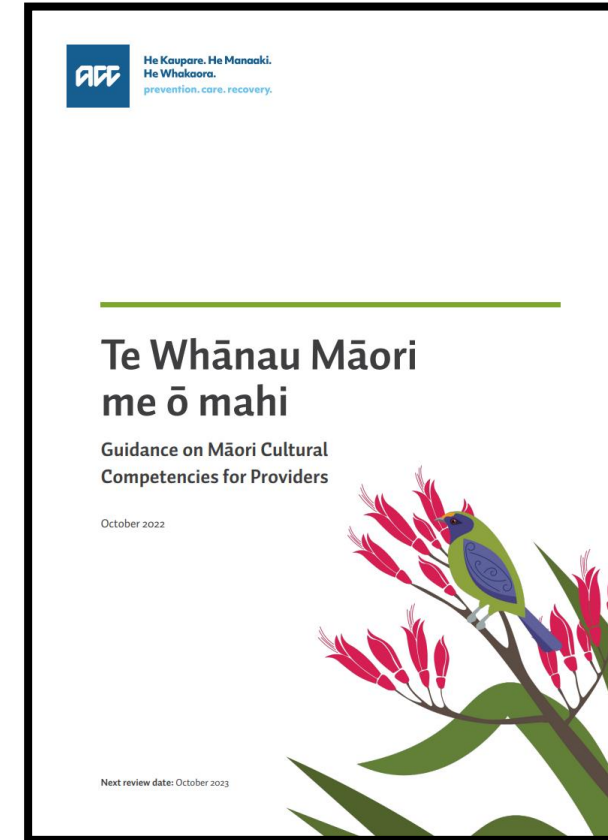 ACC
He Kaupare. He Manaaki.
He Whakaora.
prevention. care. recovery.
Te Whānau Māori
me ō mahi
Guidance on Māori Cultural
Competencies for Providers
October 2022
Next review date: October 2023